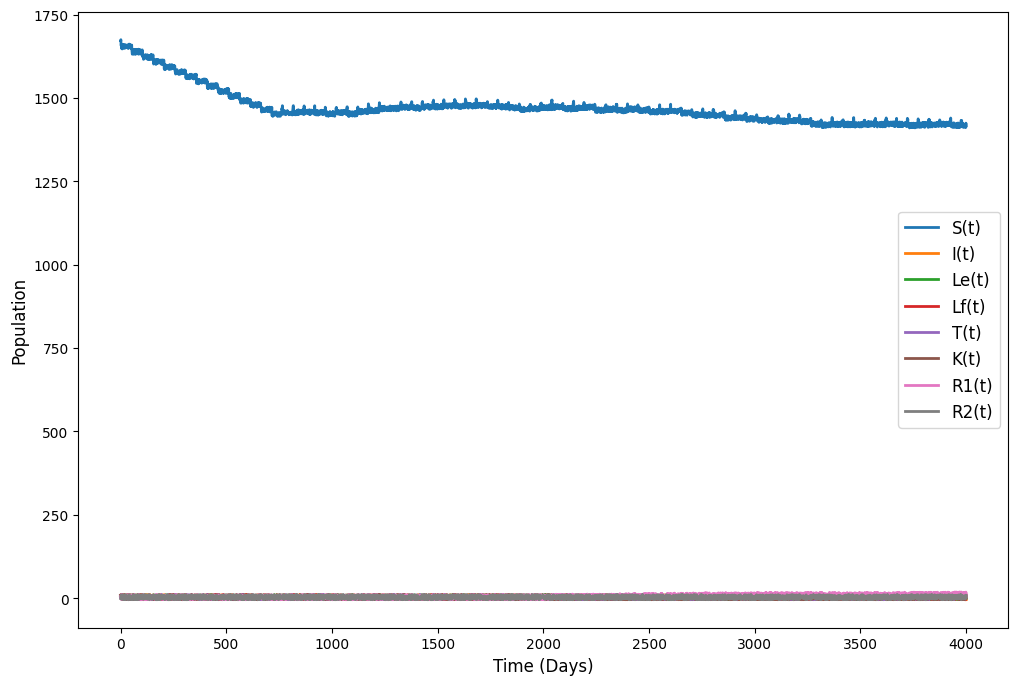 1750
1500
1250
1000
750
500
250
0
Population
0
500
1000
1500
2000
2500
3000
3500
4000
Time (Days)
S(t)
I(t)
Le(t)
Lf(t)
T(t)
K(t)
R1(t)
R2(t)